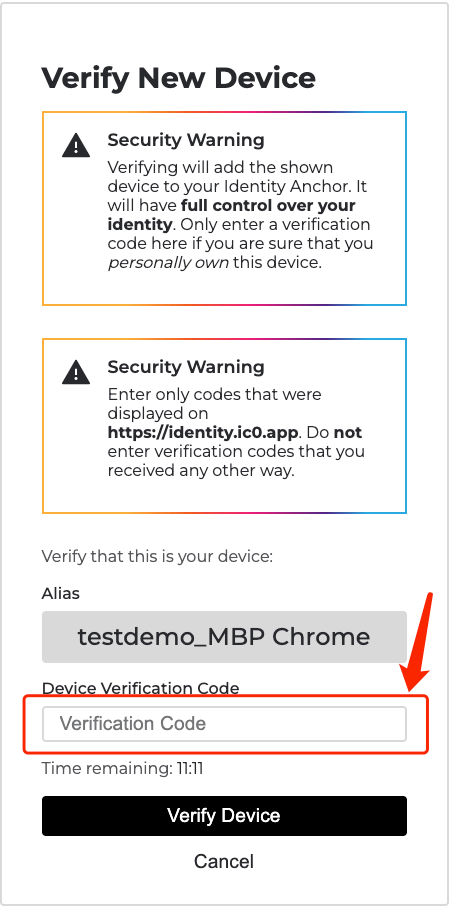 Verify New Device
Security Warning
Verifying will add the shown
device to your Identity Anchor. It
will have full control over your
identity. Only enter a verification
code here if you are sure that you
personally own this device.
Security Warning
Enter only codes that were
displayed on
https://identity.ic0.app. Do not
enter verification codes that you
received any other way.
Verify that this is your device:
Alias
testdemo_MBP Chrome
Device Verification Code
Verification Code
Time remaining: 11:11
Verify Device
Cancel